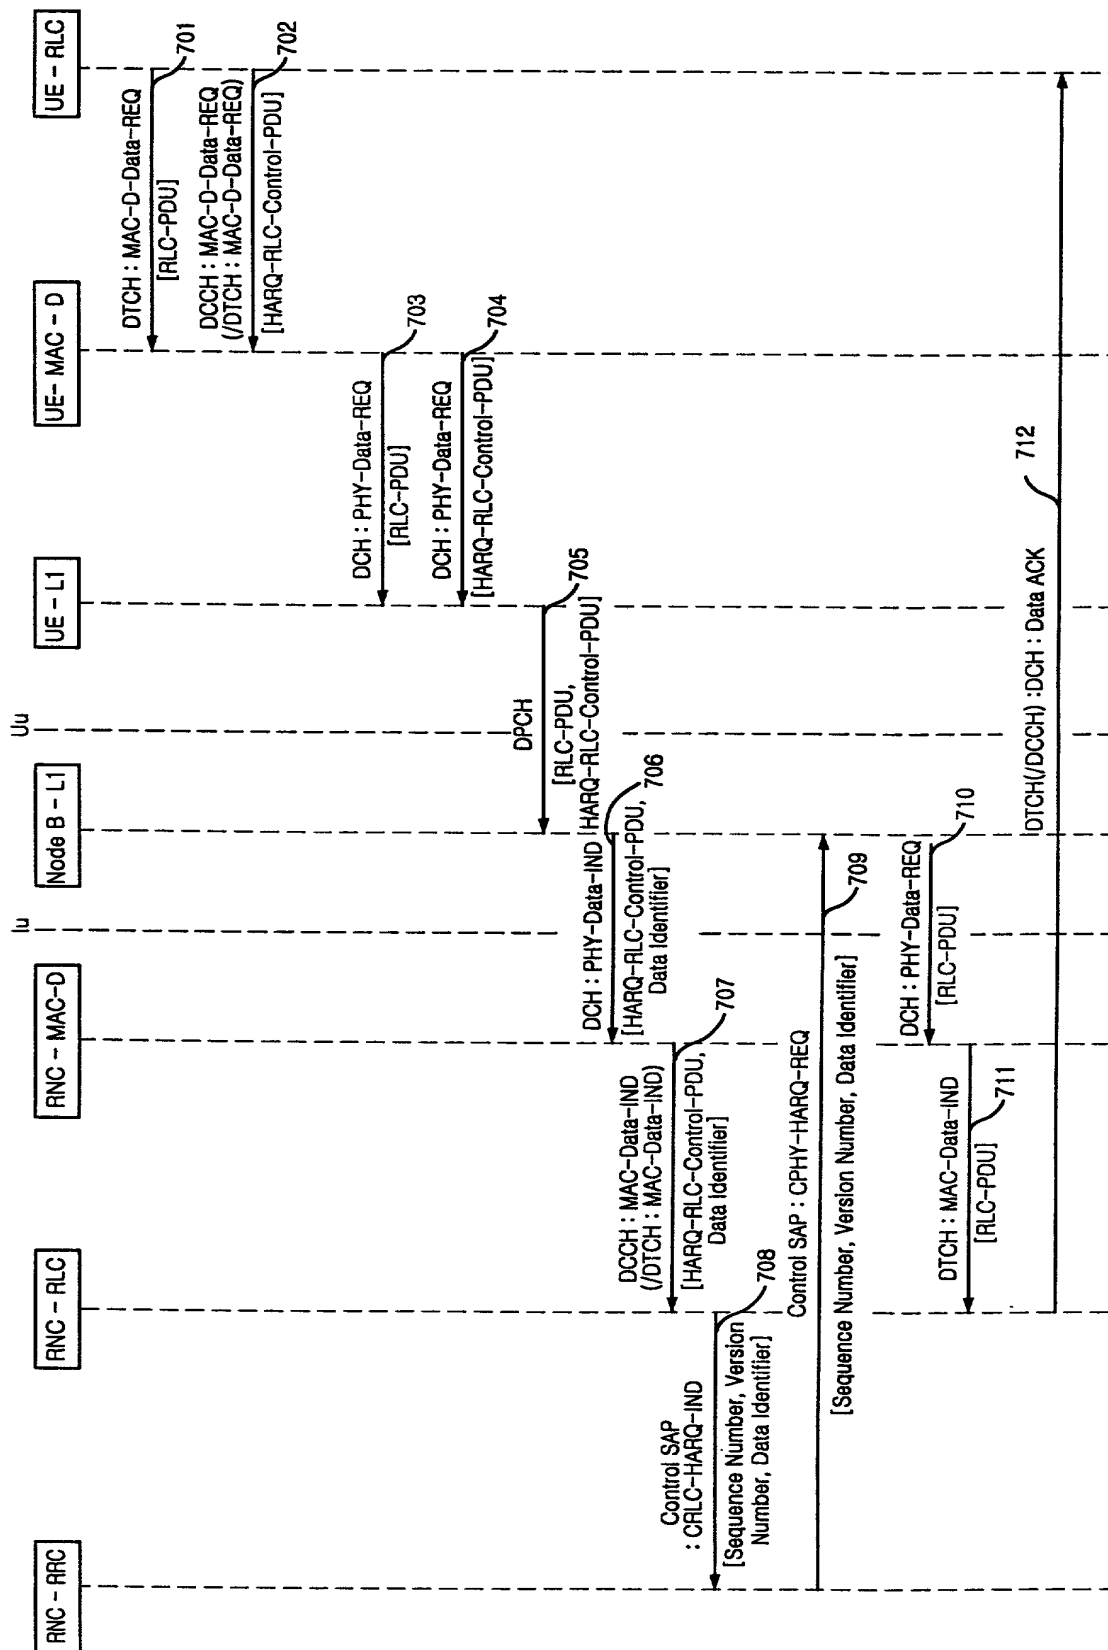 RNC - RRC
RNC - RLC
RNC - MAC-D
Iu
Node B - L1
Uu
UE - L1
UE- MAC - D
UE - RLC
DTCH : MAC-D-Data-REQ
701
[RLC-PDU]
DCCH : MAC-D-Data-REQ
(/DTCH : MAC-D-Data-REQ)
702
[HARQ-RLC-Control-PDU]
DCH : PHY-Data-REQ
703
[RLC-PDU]
DCH : PHY-Data-REQ
704
[HARQ-RLC-Control-PDU]
DPCH
705
[RLC-PDU,
HARQ-RLC-Control-PDU]
DCH : PHY-Data-IND
706
[HARQ-RLC-Control-PDU,
Data Identifier]
DCCH : MAC-Data-IND
(/DTCH : MAC-Data-IND)
707
[HARQ-RLC-Control-PDU,
Data Identifier]
Control SAP
: CRLC-HARQ-IND
708
[Sequence Number, Version
Number, Data Identifier]
Control SAP : CPHY-HARQ-REQ
709
[Sequence Number, Version Number, Data Identifier]
DCH : PHY-Data-REQ
710
[RLC-PDU]
DTCH : MAC-Data-IND
711
[RLC-PDU]
DTCH(/DCCH) :DCH : Data ACK
712